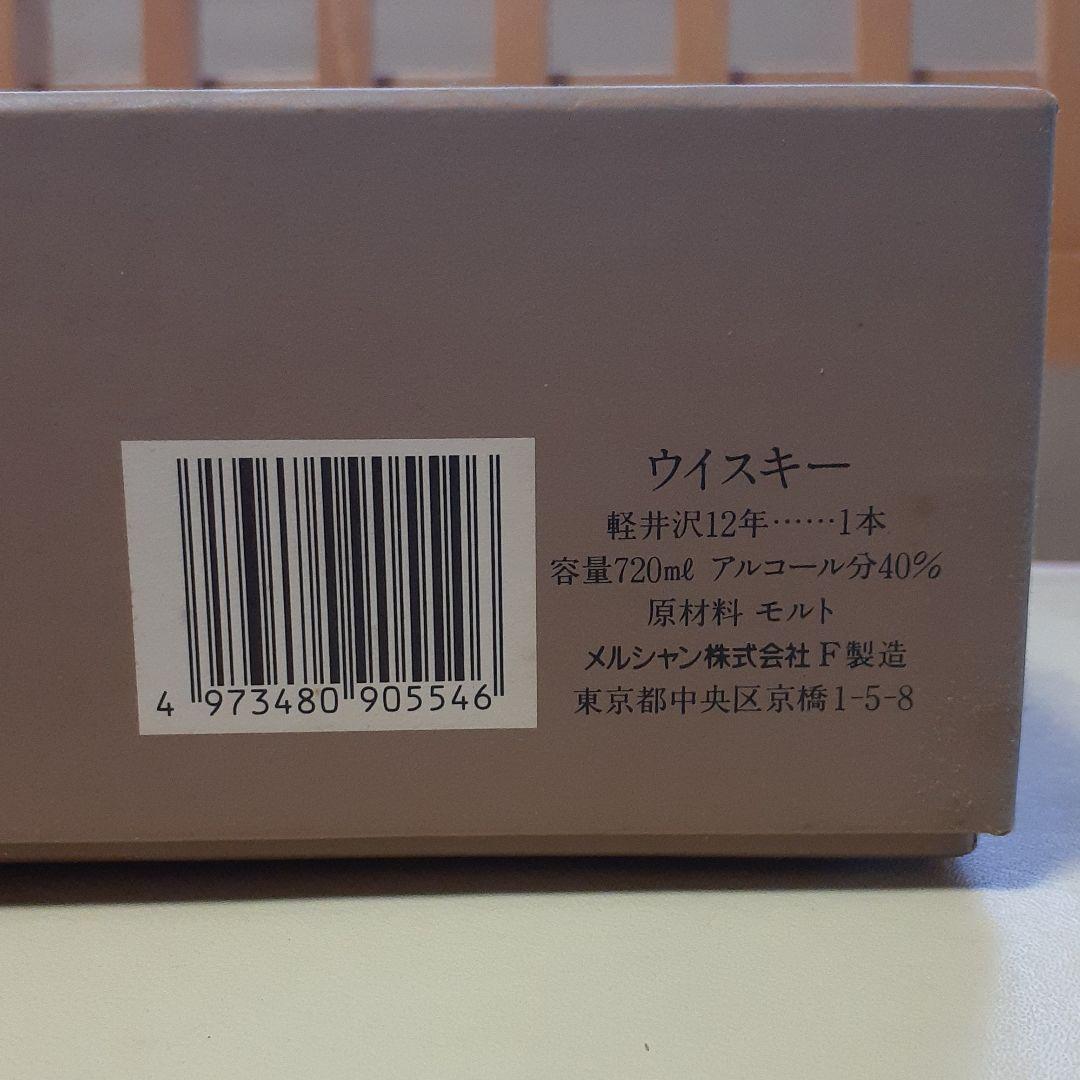 ウイスキー
軽井沢12年……1本
容量720㎖ アルコール分40%
原材料 モルト
メルシャン株式会社 F製造
東京都中央区京橋1-5-8
4 973480 905546